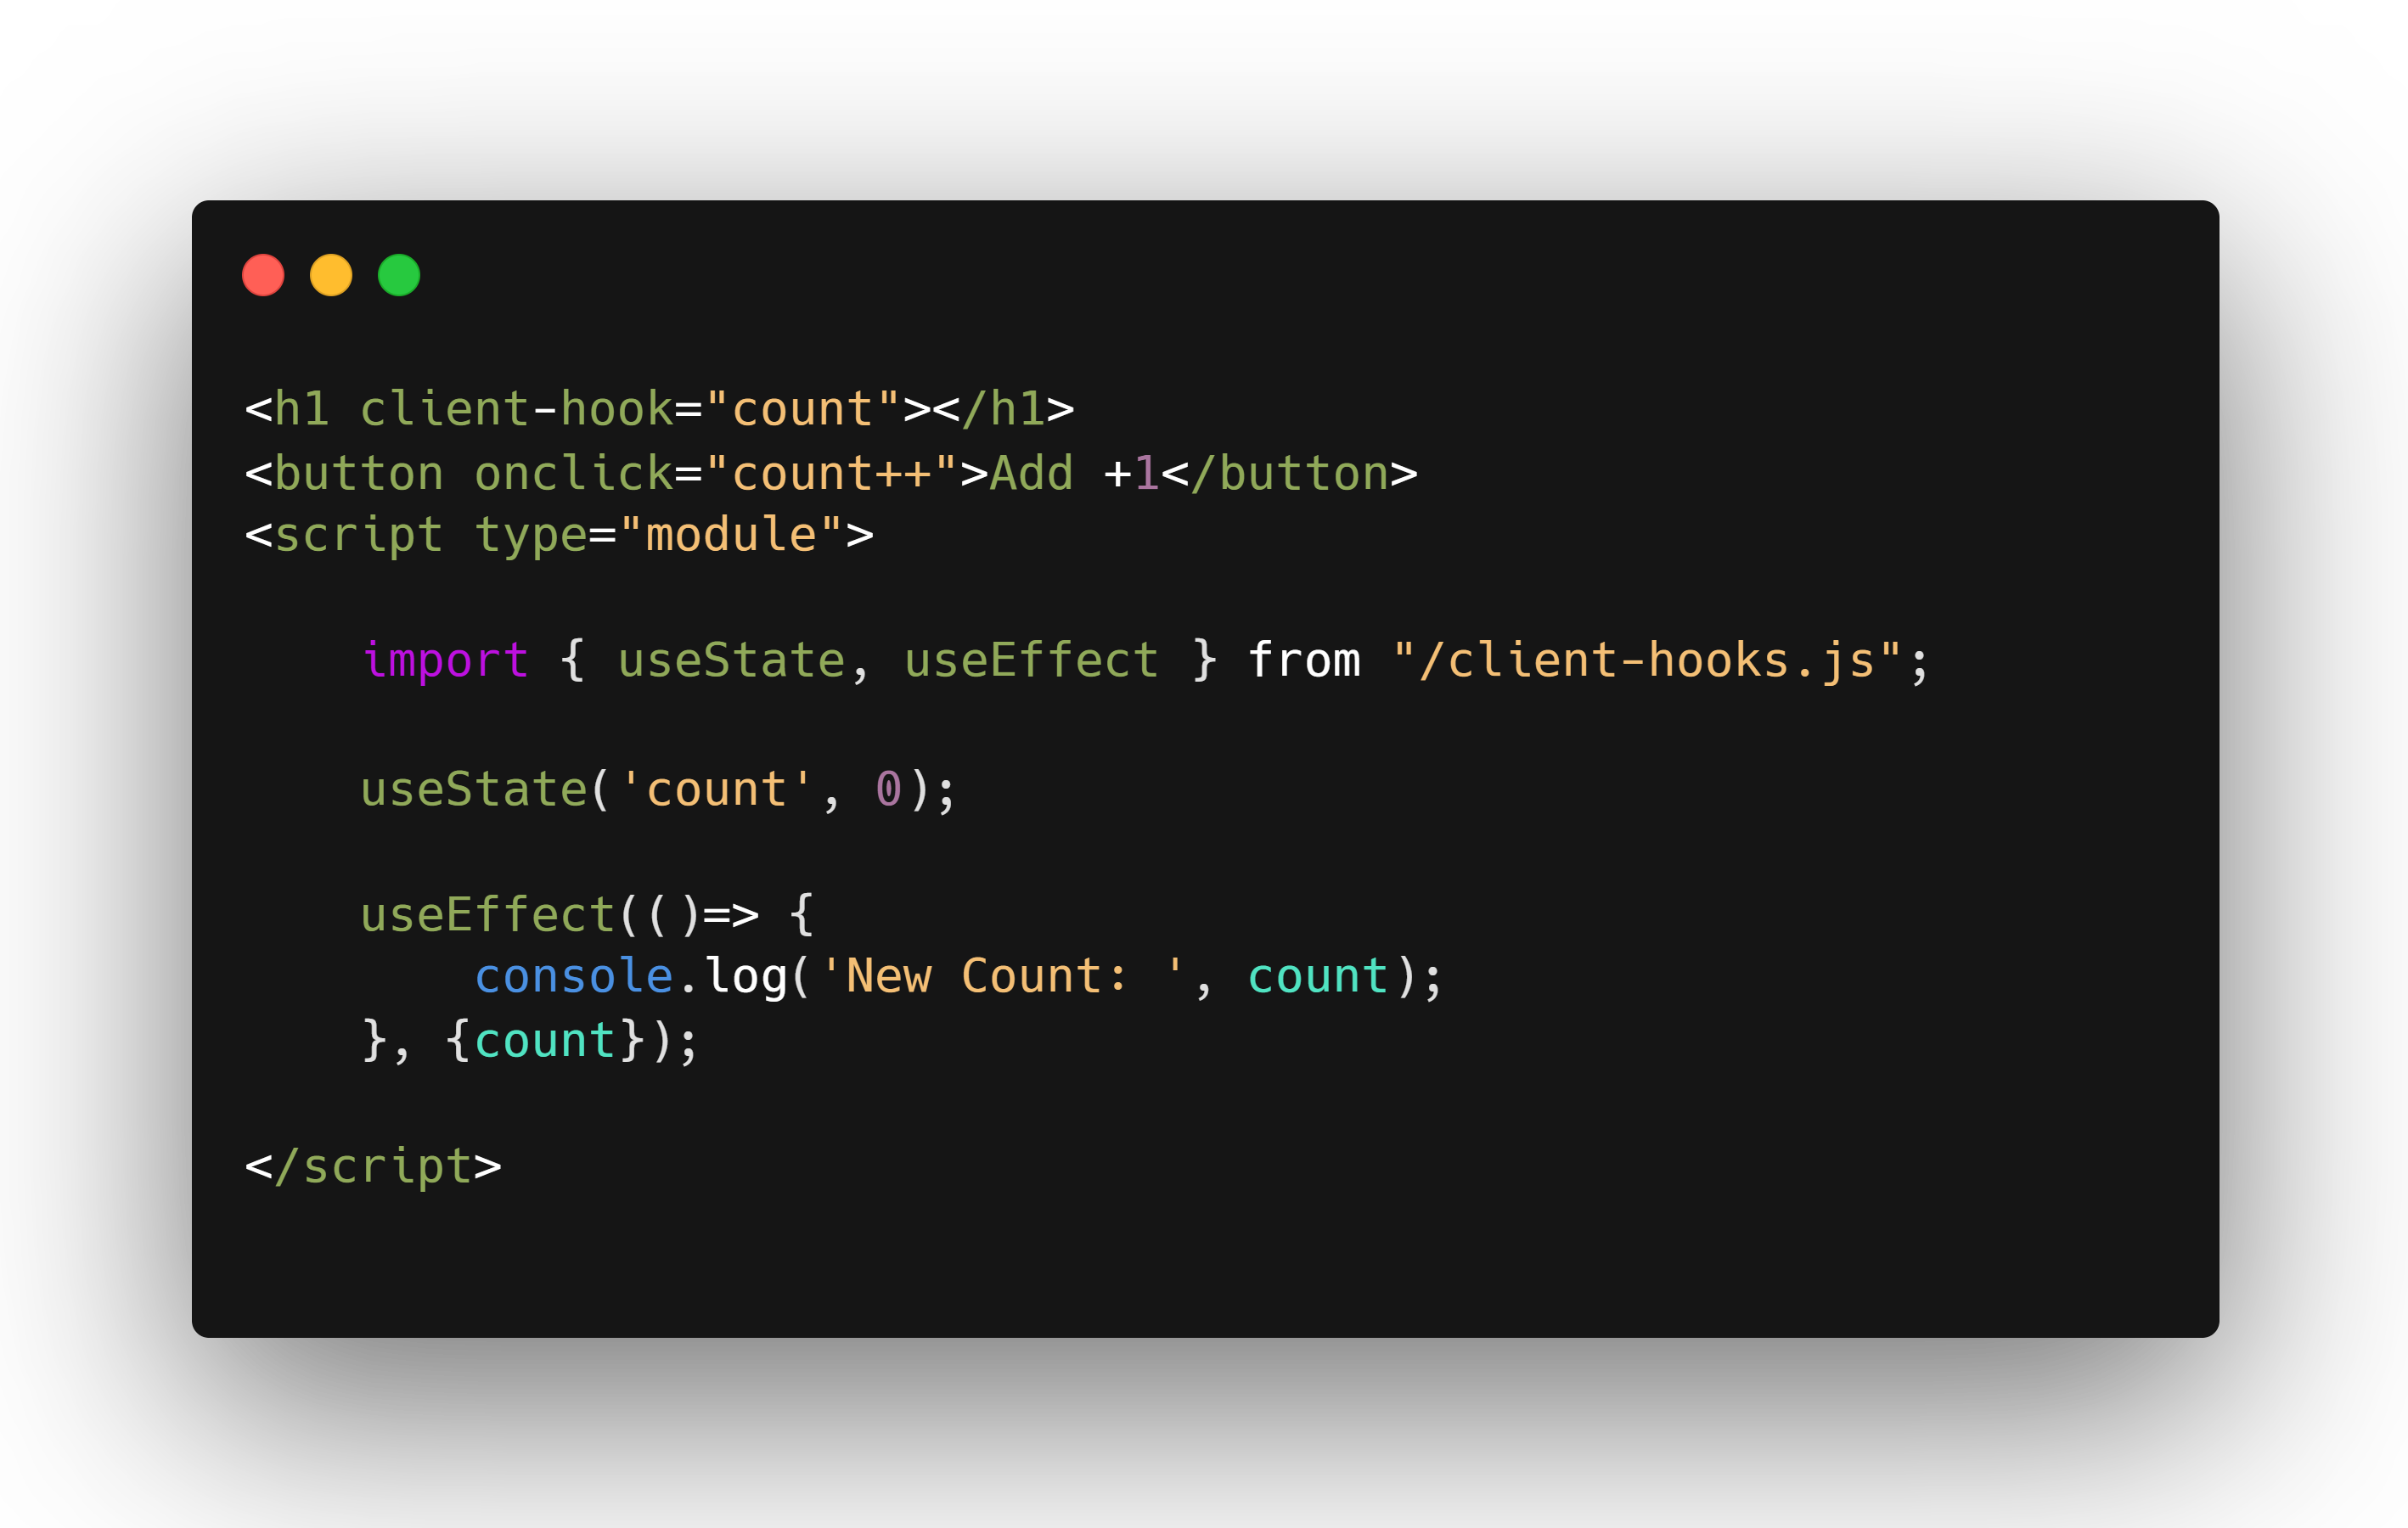 <h1 client-hook="count"></h1>
<button onclick="count++">Add +1</button>
<script type="module">
import { useState, useEffect } from "/client-hooks.js";
useState('count', 0);
useEffect(()=> {
console.log('New Count: ', count);
}, {count});
</script>